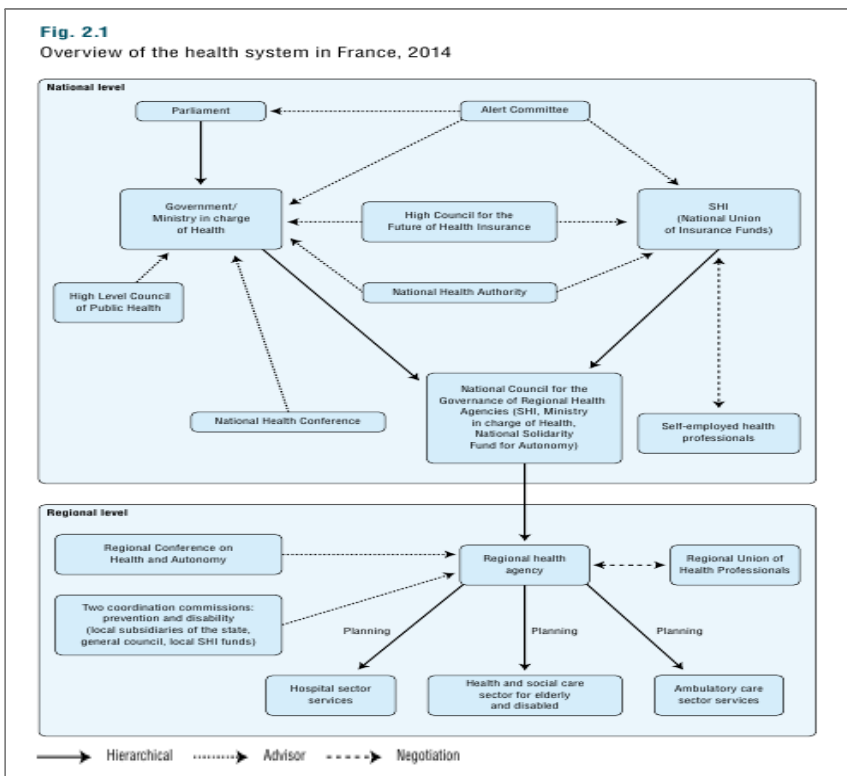 Fig. 2.1
Overview of the health system in France, 2014
National level
Parliament
Alert Committee
Government/
Ministry in charge
of Health
High Council for the
Future of Health Insurance
SHI
(National Union
of Insurance Funds)
High Level Council
of Public Health
National Health Authority
National Health Conference
National Council for the
Governance of Regional Health
Agencies (SHI, Ministry
in charge of Health,
National Solidarity
Fund for Autonomy)
Self-employed health
professionals
Regional level
Regional Conference on
Health and Autonomy
Regional health
agency
Regional Union of
Health Professionals
Two coordination commissions:
prevention and disability
(local subsidiaries of the state,
general council, local SHI funds)
Planning
Planning
Planning
Hospital sector
services
Health and social care
sector for elderly
and disabled
Ambulatory care
sector services
Hierarchical
Advisor
Negotiation